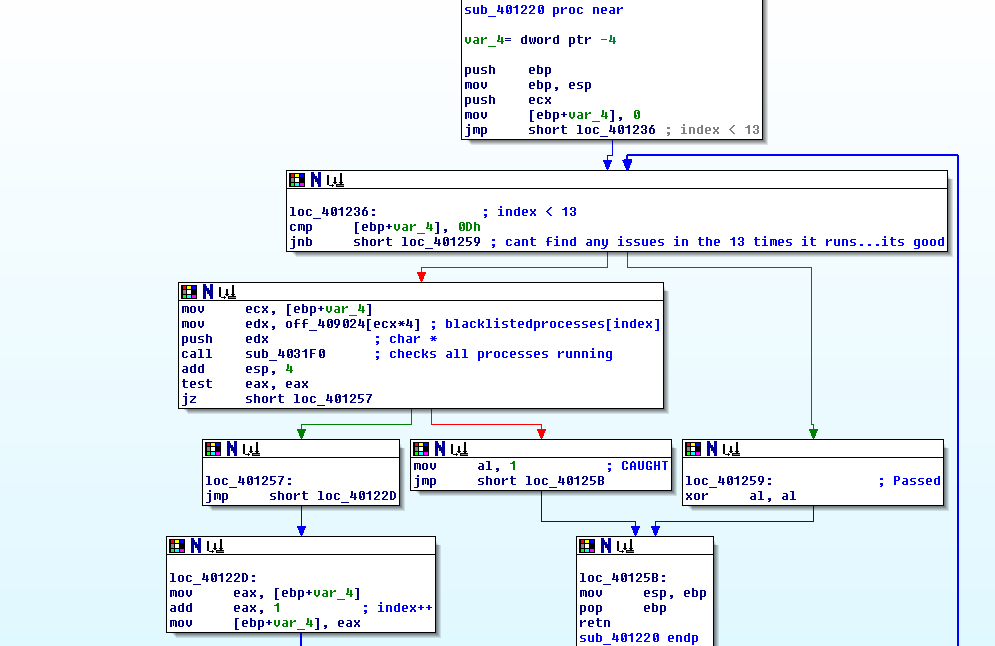 sub_401220 proc near
var_4= dword ptr -4
push ebp
mov ebp, esp
push ecx
mov [ebp+var_4], 0
jmp short loc_401236 ; index < 13
loc_401236: ; index < 13
cmp [ebp+var_4], 0Dh
jnb short loc_401259 ; cant find any issues in the 13 times it runs...its good
mov ecx, [ebp+var_4]
mov edx, off_409024[ecx*4] ; blacklistedprocesses[index]
push edx ; char *
call sub_4031F0 ; checks all processes running
add esp, 4
test eax, eax
jz short loc_401257
loc_401257:
jmp short loc_40122D
mov al, 1 ; CAUGHT
jmp short loc_40125B
loc_401259: ; Passed
xor al, al
loc_40122D:
mov eax, [ebp+var_4]
add eax, 1 ; index++
mov [ebp+var_4], eax
loc_40125B:
mov esp, ebp
pop ebp
retn
sub_401220 endp